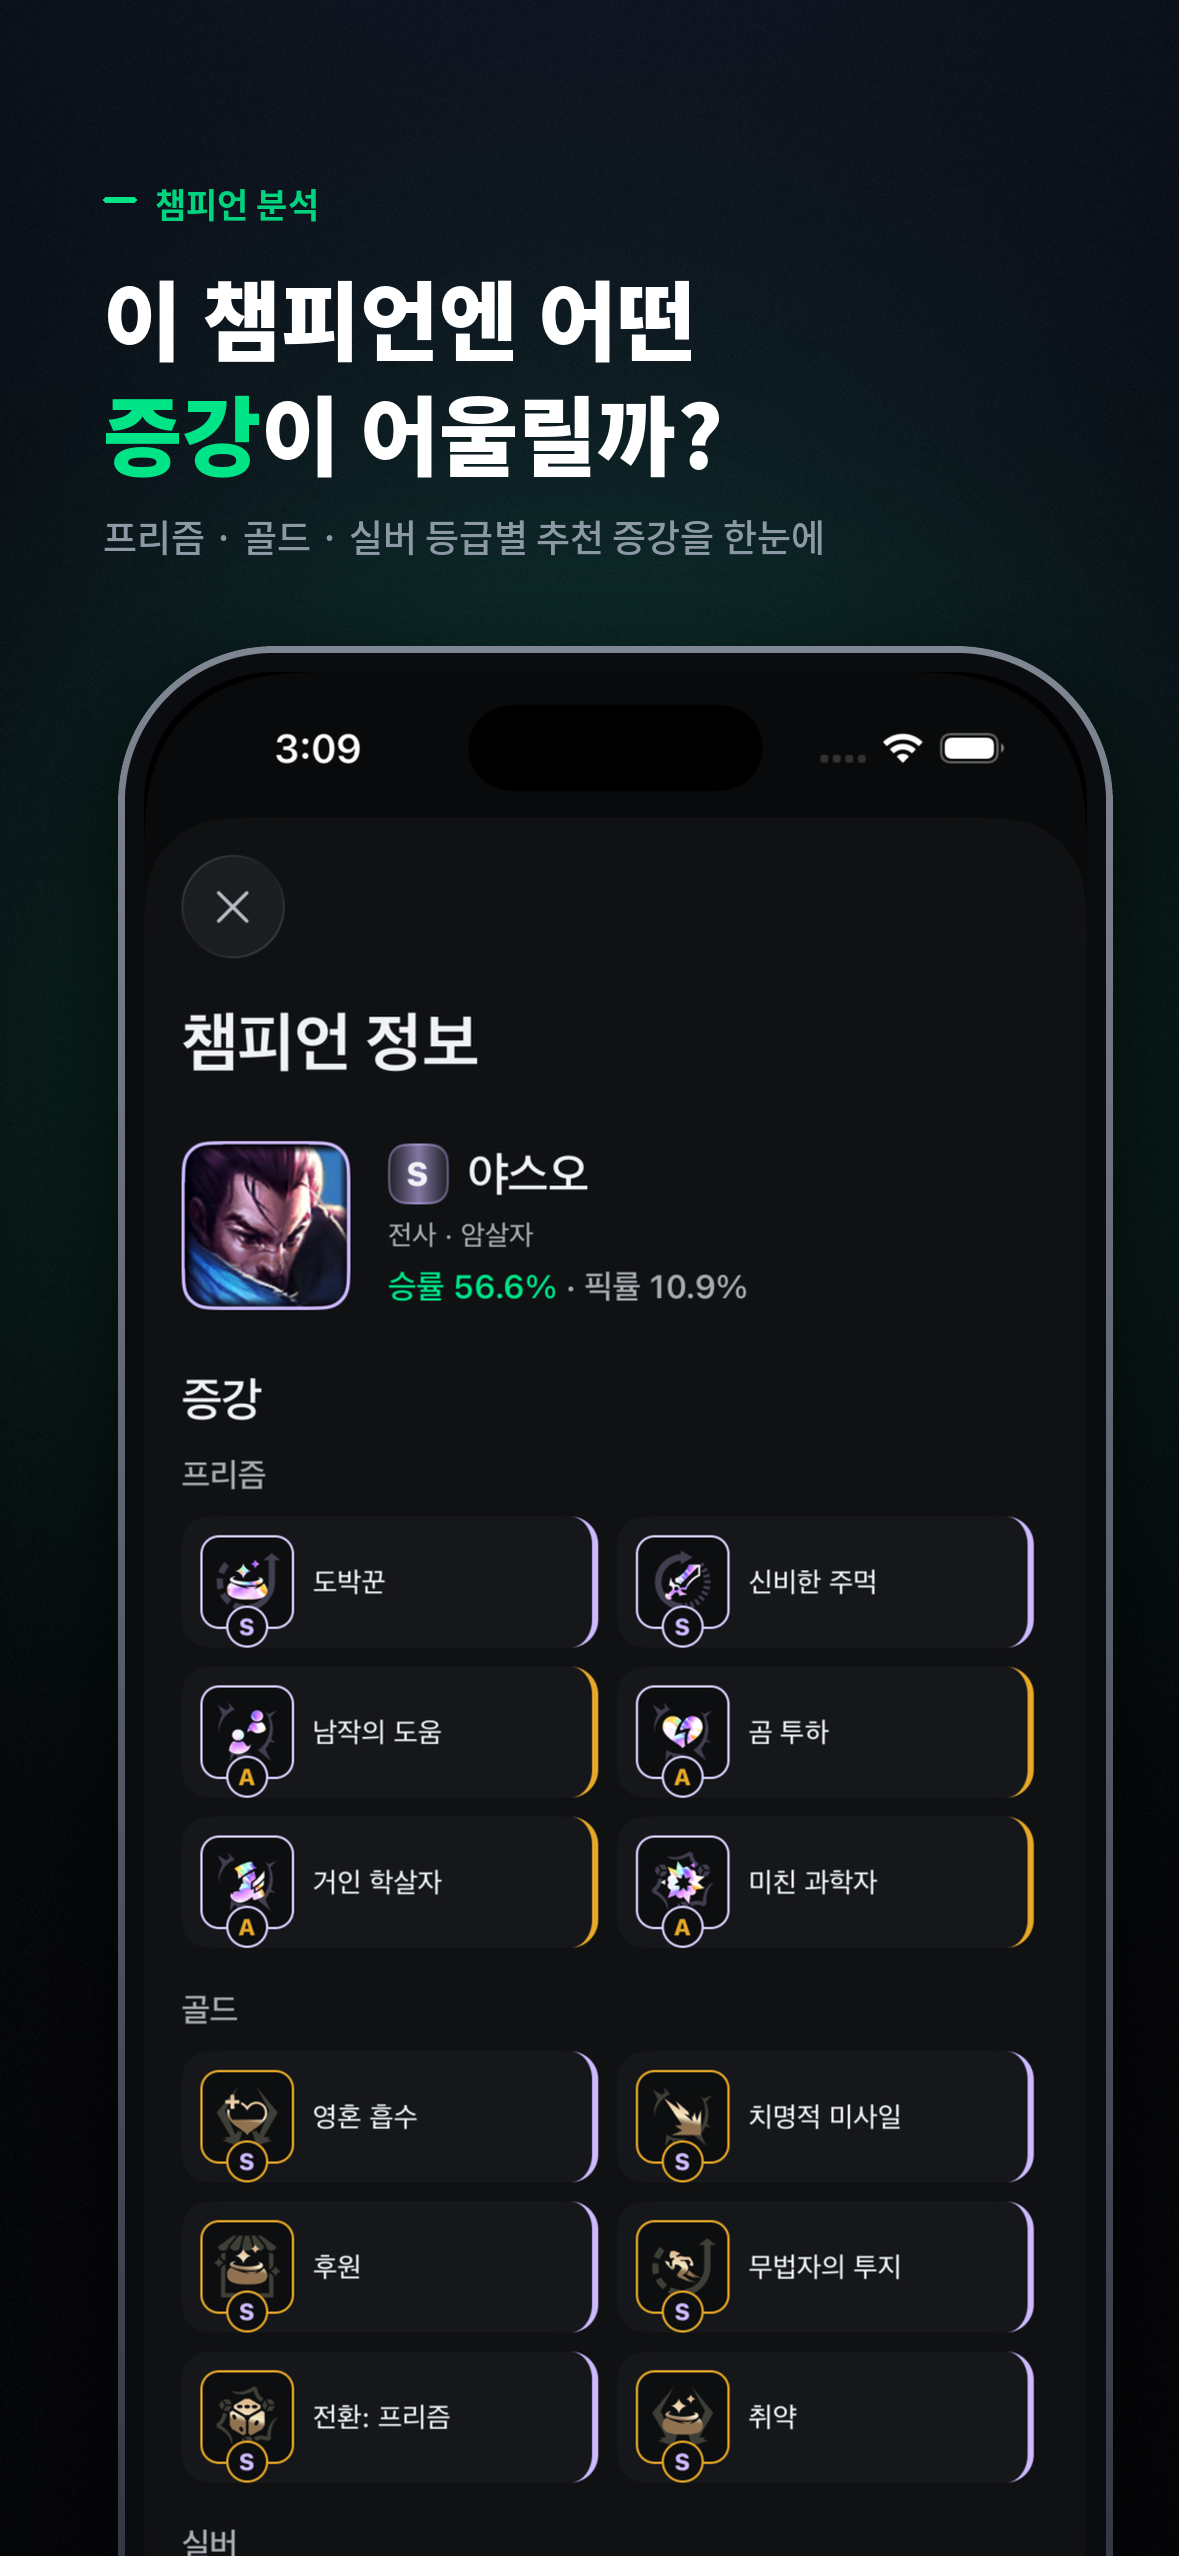 챔피언 분석
이 챔피언엔 어떤
증강이 어울릴까?
프리즘 · 골드 · 실버 등급별 추천 증강을 한눈에
3:09
챔피언 정보
S 야스오
전사 · 암살자
승률 56.6% · 픽률 10.9%
증강
프리즘
도박꾼
S
신비한 주먹
S
남작의 도움
A
곰 투하
A
거인 학살자
A
미친 과학자
A
골드
영혼 흡수
S
치명적 미사일
S
후원
S
무법자의 투지
S
전환: 프리즘
S
취약
S
실버